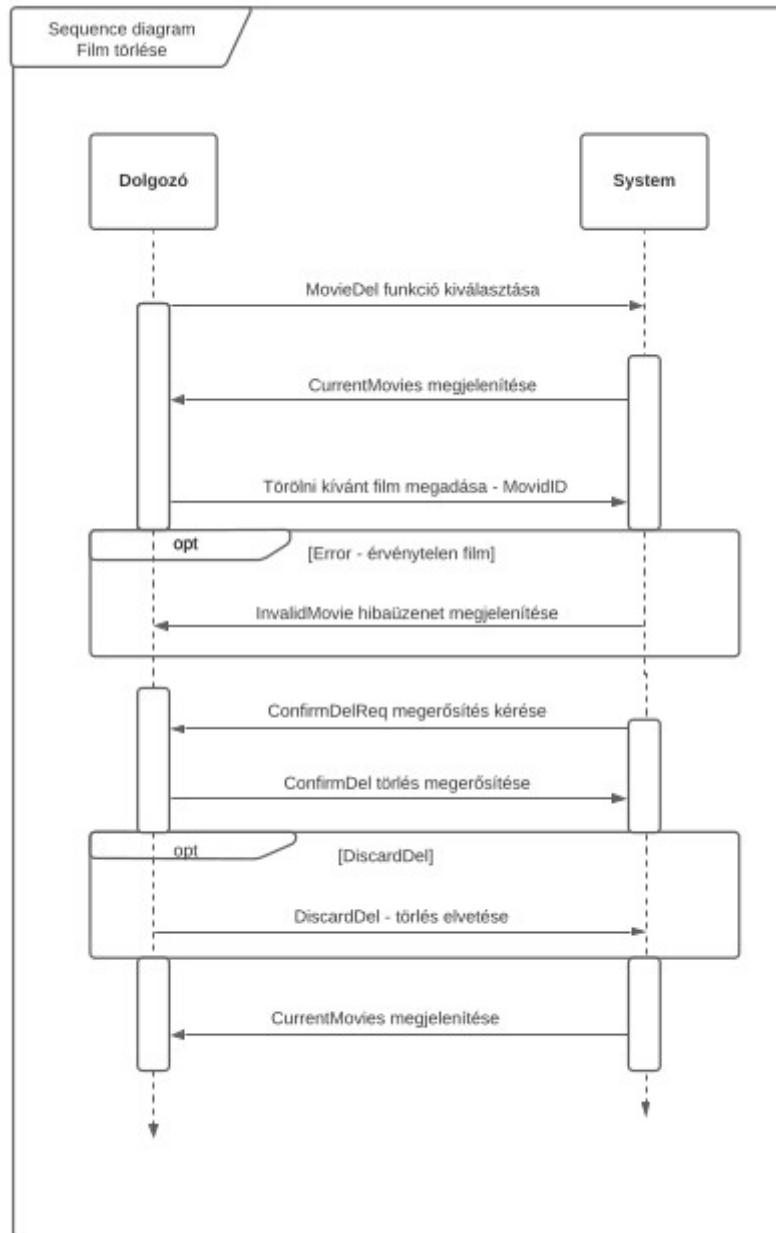 Sequence diagram
Film törlése
Dolgozó
System
MovieDel funkció kiválasztása
CurrentMovies megjelenítése
Törölni kívánt film megadása - MovidID
opt
[Error - érvénytelen film]
InvalidMovie hibaüzenet megjelenítése
ConfirmDelReq megerősítés kérése
ConfirmDel törlés megerősítése
opt
[DiscardDel]
DiscardDel - törlés elvetése
CurrentMovies megjelenítése